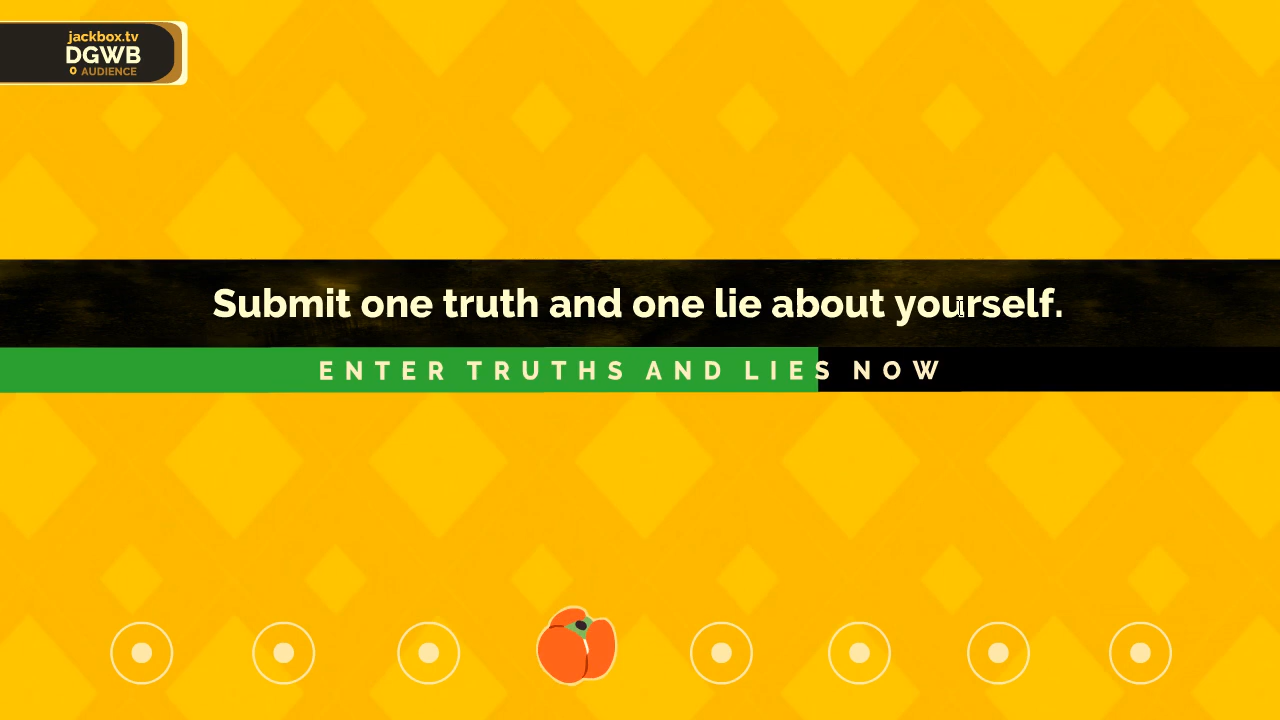 jackbox.tv
DGWB
0 AUDIENCE
Submit one truth and one lie about yourself.
ENTER TRUTHS AND LIES NOW